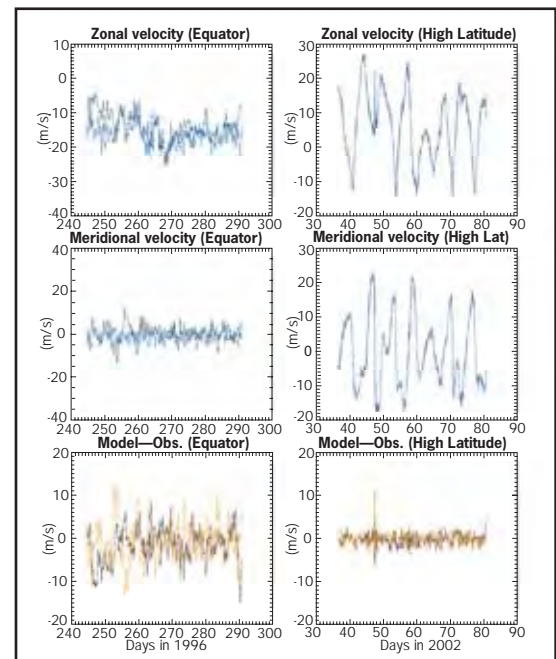 Zonal velocity (Equator)
10
0
-10
-20
-30
-40
(m/s)
240 250 260 270 280 290 300
Zonal velocity (High Latitude)
30
20
10
0
-10
-20
(m/s)
30 40 50 60 70 80 90
Meridional velocity (Equator)
40
20
0
-20
-40
(m/s)
240 250 260 270 280 290 300
Meridional velocity (High Lat)
30
20
10
0
-10
-20
(m/s)
30 40 50 60 70 80 90
Model—Obs. (Equator)
20
10
0
-10
-20
(m/s)
240 250 260 270 280 290 300
Days in 1996
Model—Obs. (High Latitude)
20
10
0
-10
-20
(m/s)
30 40 50 60 70 80 90
Days in 2002